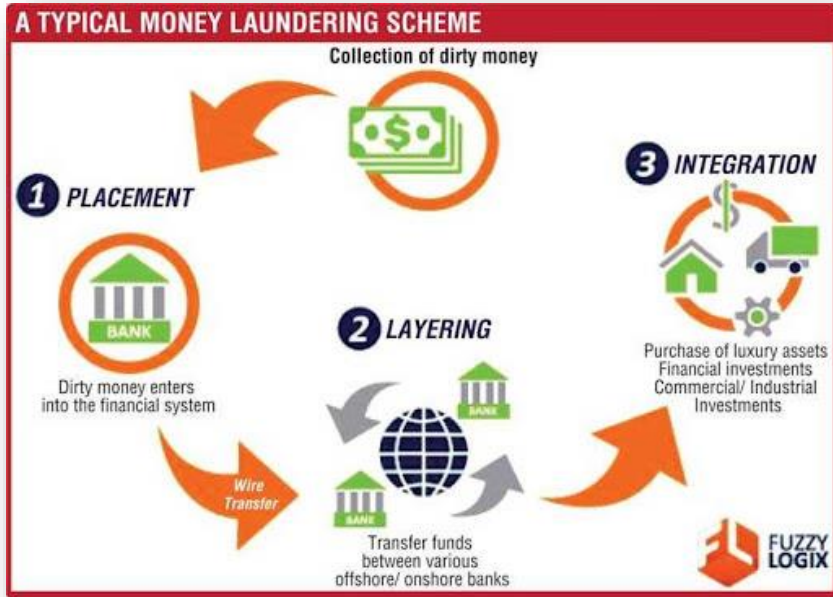 A TYPICAL MONEY LAUNDERING SCHEME
Collection of dirty money
$
1 PLACEMENT
BANK
Dirty money enters
into the financial system
Wire
Transfer
2 LAYERING
BANK
BANK
Transfer funds
between various
offshore/ onshore banks
3 INTEGRATION
$
Purchase of luxury assets
Financial investments
Commercial/ Industrial
Investments
FL
FUZZY
LOGIX